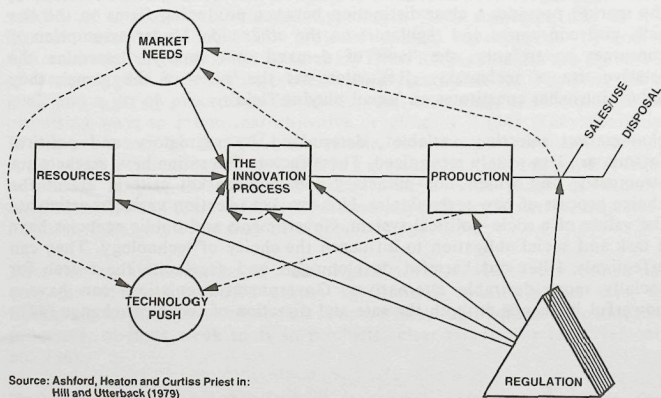 MARKET
NEEDS
SALES/USE
DISPOSAL
RESOURCES
THE
INNOVATION
PROCESS
PRODUCTION
TECHNOLOGY
PUSH
REGULATION
Source: Ashford, Heaton and Curtiss Priest in:
Hill and Utterback (1979)